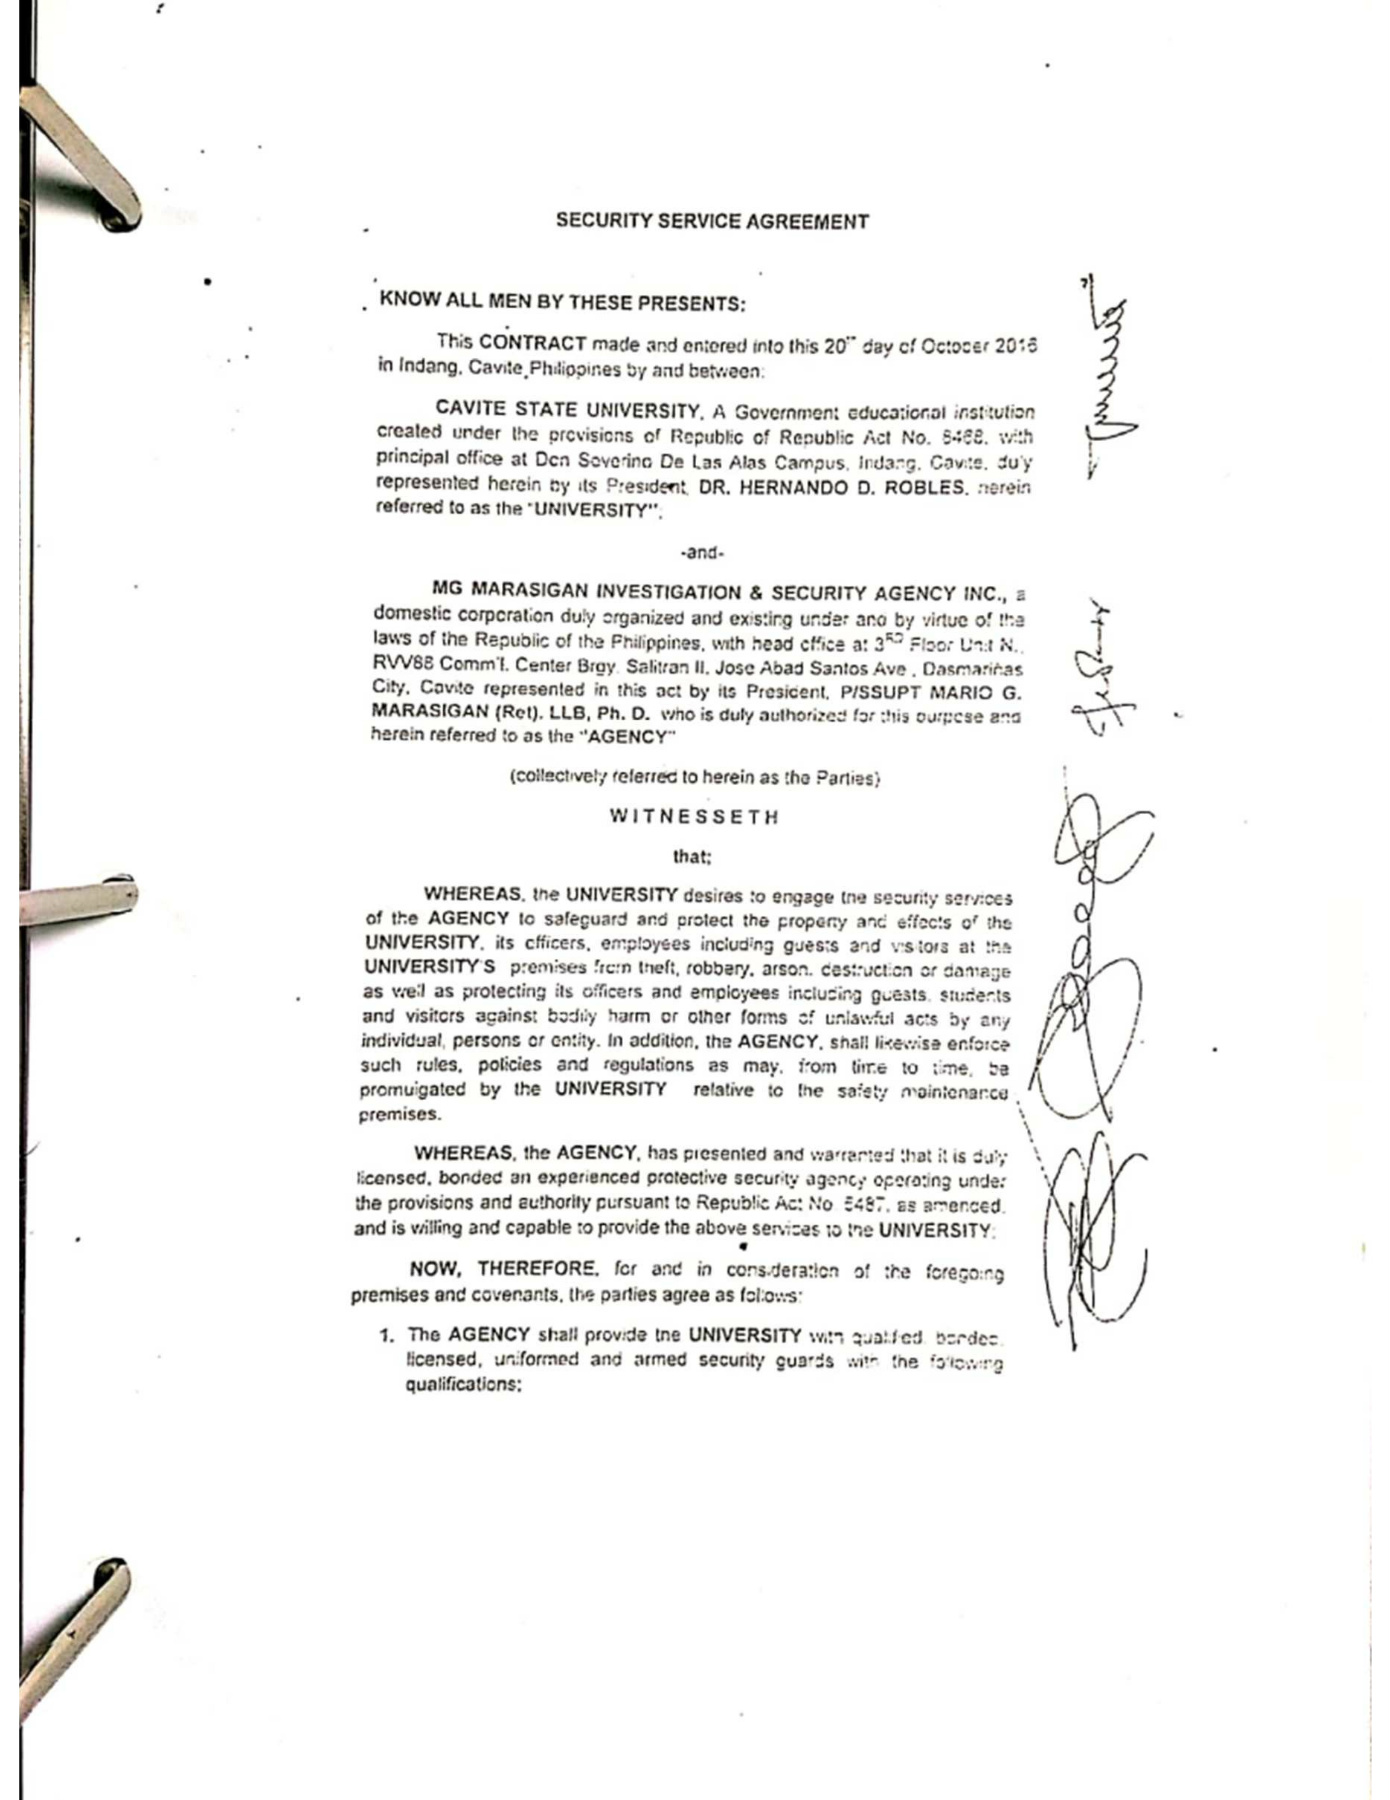 SECURITY SERVICE AGREEMENT
KNOW ALL MEN BY THESE PRESENTS:
This CONTRACT made and entered into this 20th day of October 2016
in Indang, Cavite, Philippines by and between:
CAVITE STATE UNIVERSITY, A Government educational institution
created under the provisions of Republic of Republic Act No. 8468, with
principal office at Don Severino De Las Alas Campus, Indang, Cavite, duly
represented herein by its President, DR. HERNANDO D. ROBLES, herein
referred to as the "UNIVERSITY";
-and-
MG MARASIGAN INVESTIGATION & SECURITY AGENCY INC., a
domestic corporation duly organized and existing under and by virtue of the
laws of the Republic of the Philippines, with head office at 3RD Floor Unit N.,
RVV88 Comm'l. Center Brgy. Salitran II, Jose Abad Santos Ave., Dasmariñas
City, Cavite represented in this act by its President, P/SSUPT MARIO G.
MARASIGAN (Ret), LLB, Ph. D. who is duly authorized for this purpose and
herein referred to as the "AGENCY"
(collectively referred to herein as the Parties)
WITNESSETH
that;
WHEREAS, the UNIVERSITY desires to engage the security services
of the AGENCY to safeguard and protect the property and effects of the
UNIVERSITY, its officers, employees including guests and visitors at the
UNIVERSITY'S premises from theft, robbery, arson, destruction or damage
as well as protecting its officers and employees including guests, students
and visitors against bodily harm or other forms of unlawful acts by any
individual, persons or entity. In addition, the AGENCY, shall likewise enforce
such rules, policies and regulations as may, from time to time, be
promulgated by the UNIVERSITY relative to the safety maintenance
premises.
WHEREAS, the AGENCY, has presented and warranted that it is duly
licensed, bonded an experienced protective security agency operating under
the provisions and authority pursuant to Republic Act No. 5487, as amended,
and is willing and capable to provide the above services to the UNIVERSITY;
NOW, THEREFORE, for and in consideration of the foregoing
premises and covenants, the parties agree as follows:
1. The AGENCY shall provide the UNIVERSITY with qualified, bonded,
licensed, uniformed and armed security guards with the following
qualifications;